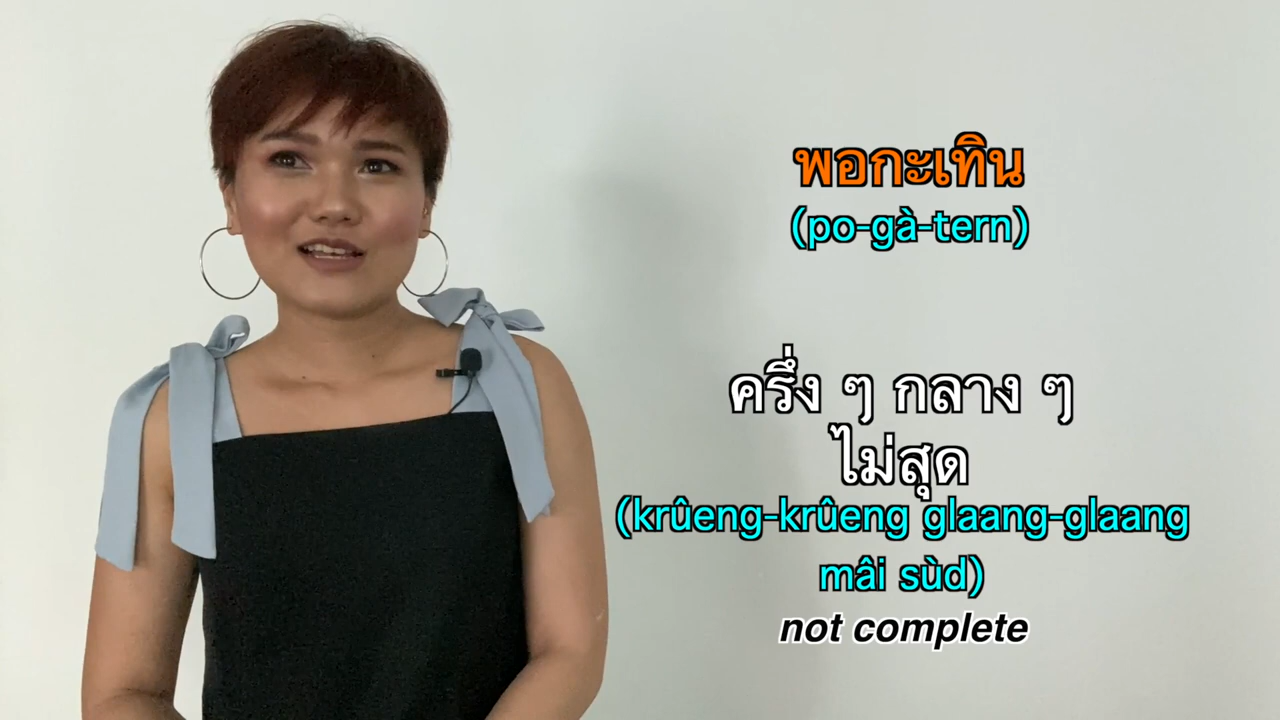 พอกะเทิน
(po-gà-tern)
ครึ่ง ๆ กลาง ๆ
ไม่สุด
(krûeng-krûeng glaang-glaang
mâi sùd)
not complete